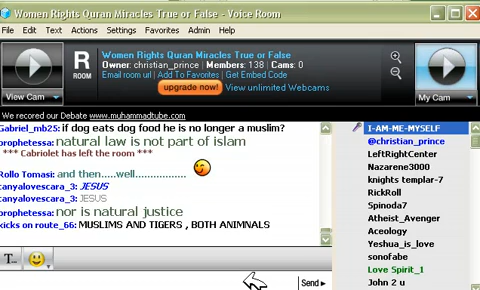 Women Rights Quran Miracles True or False - Voice Room
File Edit Text Actions Settings Favorites Admin Help
R
ROOM
Women Rights Quran Miracles True or False
Owner: christian_prince | Members: 138 | Cams: 0
Email room url | Add To Favorites | Get Embed Code
upgrade now! View unlimited Webcams
View Cam
My Cam
We recored our Debate www.muhammadtube.com
Gabriel_mb25: if dog eats dog food he is no longer a muslim?
prophetessa: natural law is not part of islam
*** Cabriolet has left the room ***
Rollo Tomasi: and then.....well.................
canyalovescara_3: JESUS
canyalovescara_3: JESUS
prophetessa: nor is natural justice
kicks on route_66: MUSLIMS AND TIGERS , BOTH ANIMNALS
I-AM-ME-MYSELF
@christian_prince
LeftRightCenter
Nazarene3000
knights templar-7
RickRoll
Spinoda7
Atheist_Avenger
Aceology
Yeshua_is_love
sonofabe
Love Spirit_1
John 2 u
T...
Send